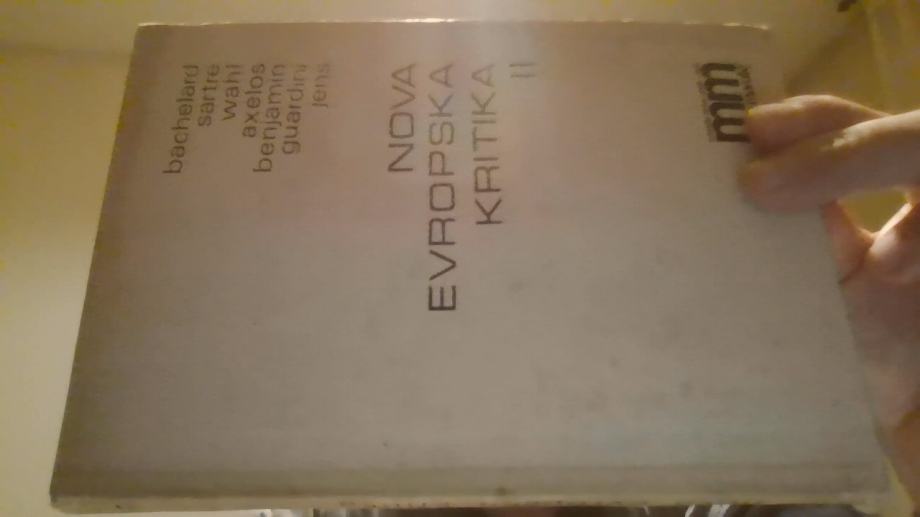 bachelard
sartre
wahl
axelos
benjamin
guardini
jens
NOVA
EVROPSKA
KRITIKA
II
mm